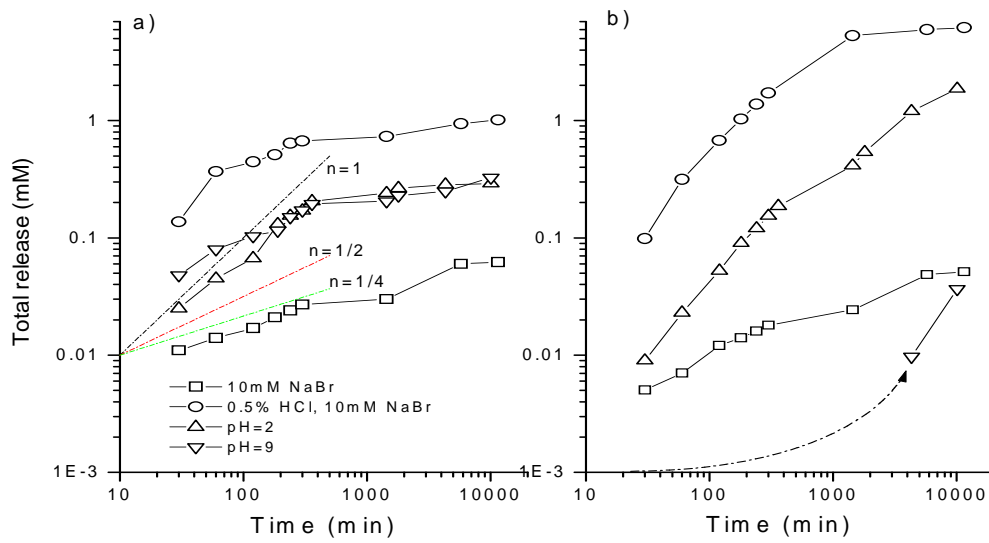 a)
b)
Total release (mM)
1
0.1
0.01
1E-3
n=1
n=1/2
n=1/4
10mM NaBr
0.5% HCl, 10mM NaBr
pH=2
pH=9
10
100
1000
10000
Time (min)
1
0.1
0.01
1E-3
10
100
1000
10000
Time (min)